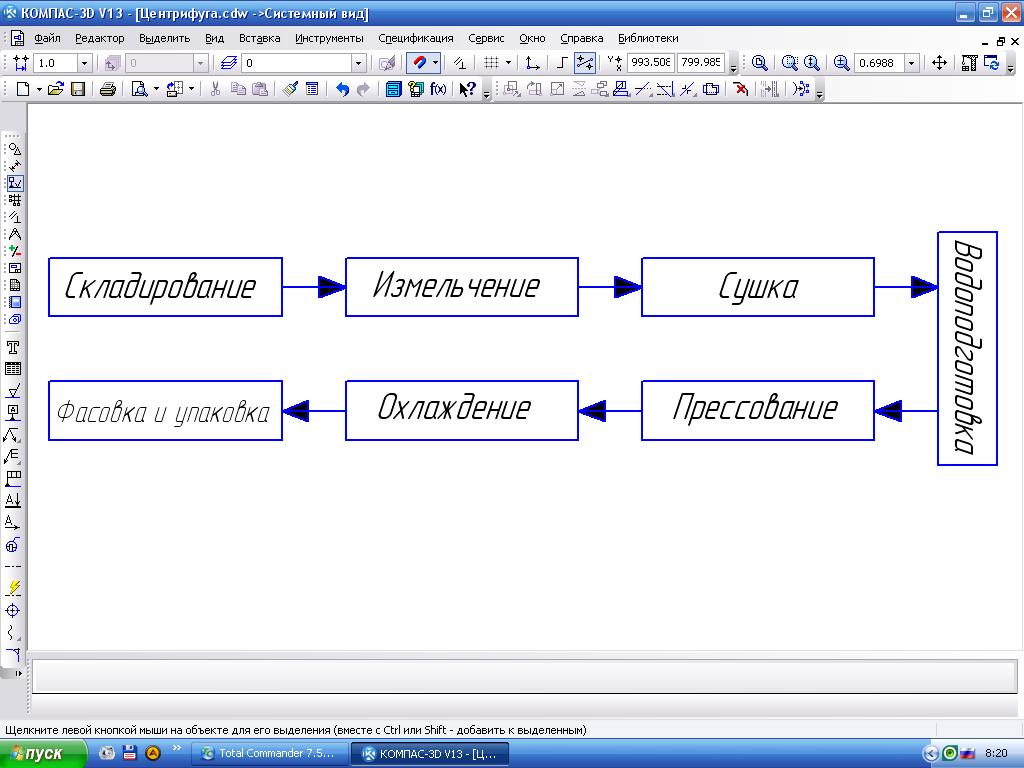 КОМПАС-3D V13 - [Центрифуга.cdw ->Системный вид]
Файл Редактор Выделить Вид Вставка Инструменты Спецификация Сервис Окно Справка Библиотеки
1.0 0 0 993.508 799.985 0.6988
f(x)
Складирование Измельчение Сушка Водоподготовка
Фасовка и упаковка Охлаждение Прессование
Щелкните левой кнопкой мыши на объекте для его выделения (вместе с Ctrl или Shift - добавить к выделенным)
пуск Total Commander 7.5... КОМПАС-3D V13 - [Ц... 8:20